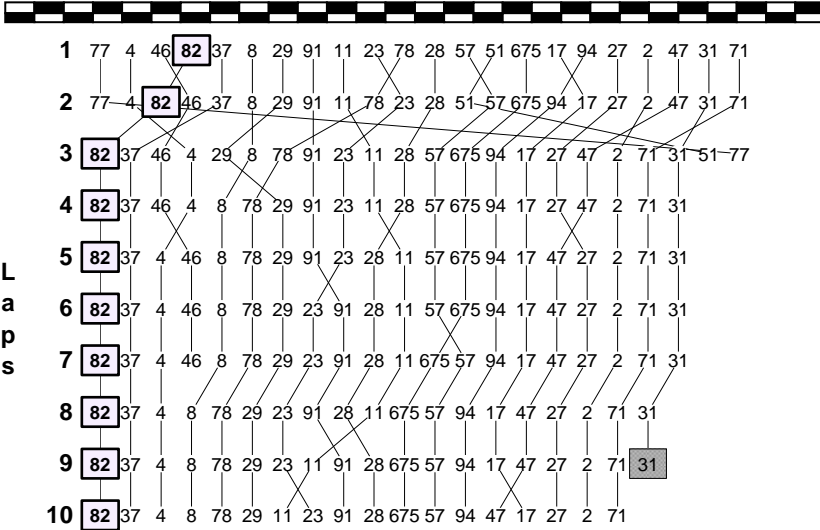 1 77 4 46 82 37 8 29 91 11 23 78 28 57 51 675 17 94 27 2 47 31 71
2 77 4 82 46 37 8 29 91 11 78 23 28 51 57 675 94 17 27 2 47 31 71
3 82 37 46 4 29 8 78 91 23 11 28 57 675 94 17 27 47 2 71 31 51 77
4 82 37 46 4 8 78 29 91 23 11 28 57 675 94 17 27 47 2 71 31
5 82 37 4 46 8 78 29 91 23 28 11 57 675 94 17 47 27 2 71 31
6 82 37 4 46 8 78 29 23 91 28 11 57 675 94 17 47 27 2 71 31
7 82 37 4 46 8 78 29 23 91 28 11 675 57 94 17 47 27 2 71 31
8 82 37 4 8 78 29 23 91 28 11 675 57 94 17 47 27 2 71 31
9 82 37 4 8 78 29 23 11 91 28 675 57 94 17 47 27 2 71 31
10 82 37 4 8 78 29 11 23 91 28 675 57 94 47 17 27 2 71
Laps